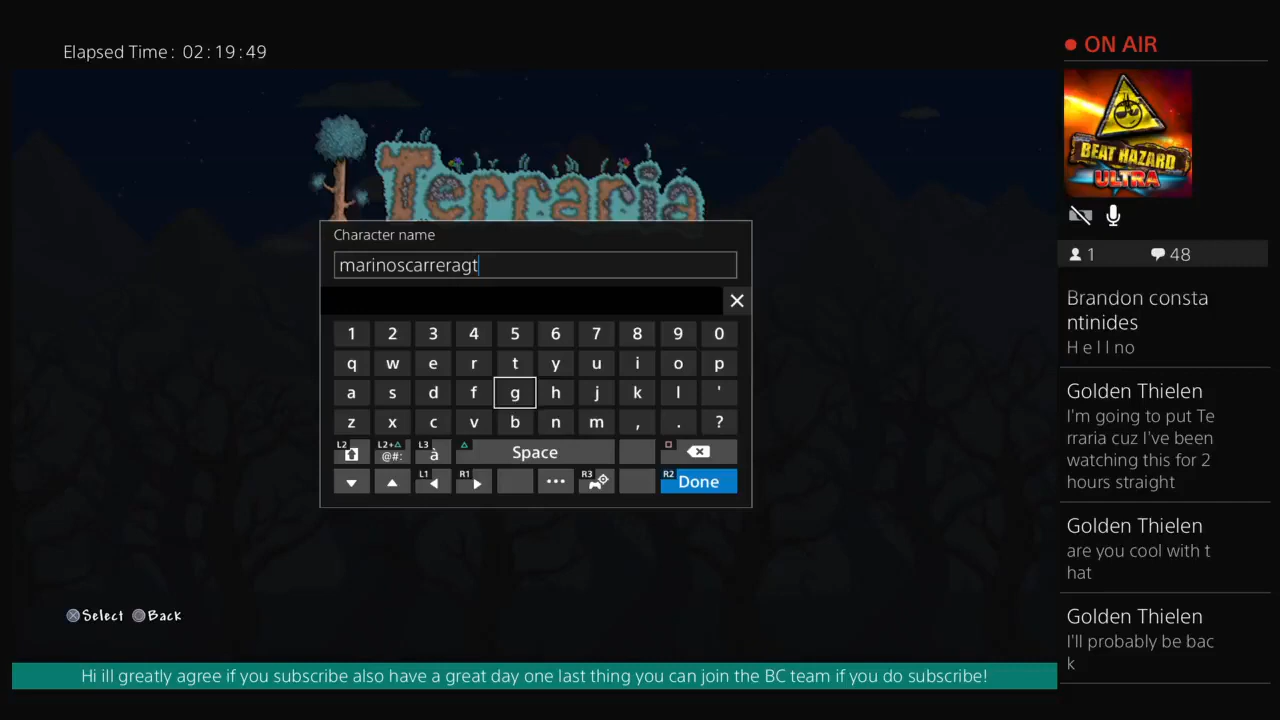 Elapsed Time: 02:19:49
ON AIR
BEAT HAZARD
ULTRA
1 48
Terraria
Character name
marinoscarreragt
1 2 3 4 5 6 7 8 9 0
q w e r t y u i o p
a s d f g h j k l '
z x c v b n m , . ?
L2 L2+△ @#: L3 à △ Space □
L1 R1 ... R3 R2 Done
Select Back
Brandon consta
ntinides
H e l l no
Golden Thielen
I'm going to put Te
rraria cuz I've been
watching this for 2
hours straight
Golden Thielen
are you cool with t
hat
Golden Thielen
I'll probably be bac
k
Hi ill greatly agree if you subscribe also have a great day one last thing you can join the BC team if you do subscribe!